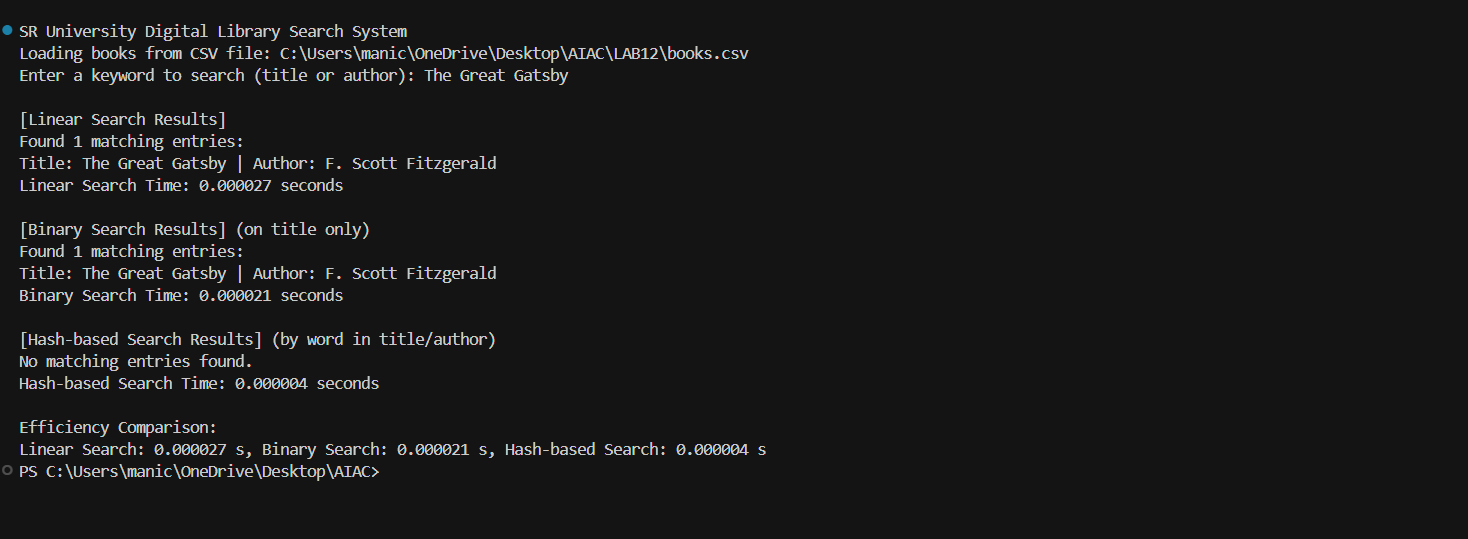 SR University Digital Library Search System
Loading books from CSV file: C:\Users\manic\OneDrive\Desktop\AIAC\LAB12\books.csv
Enter a keyword to search (title or author): The Great Gatsby
[Linear Search Results]
Found 1 matching entries:
Title: The Great Gatsby | Author: F. Scott Fitzgerald
Linear Search Time: 0.000027 seconds
[Binary Search Results] (on title only)
Found 1 matching entries:
Title: The Great Gatsby | Author: F. Scott Fitzgerald
Binary Search Time: 0.000021 seconds
[Hash-based Search Results] (by word in title/author)
No matching entries found.
Hash-based Search Time: 0.000004 seconds
Efficiency Comparison:
Linear Search: 0.000027 s, Binary Search: 0.000021 s, Hash-based Search: 0.000004 s
PS C:\Users\manic\OneDrive\Desktop\AIAC>